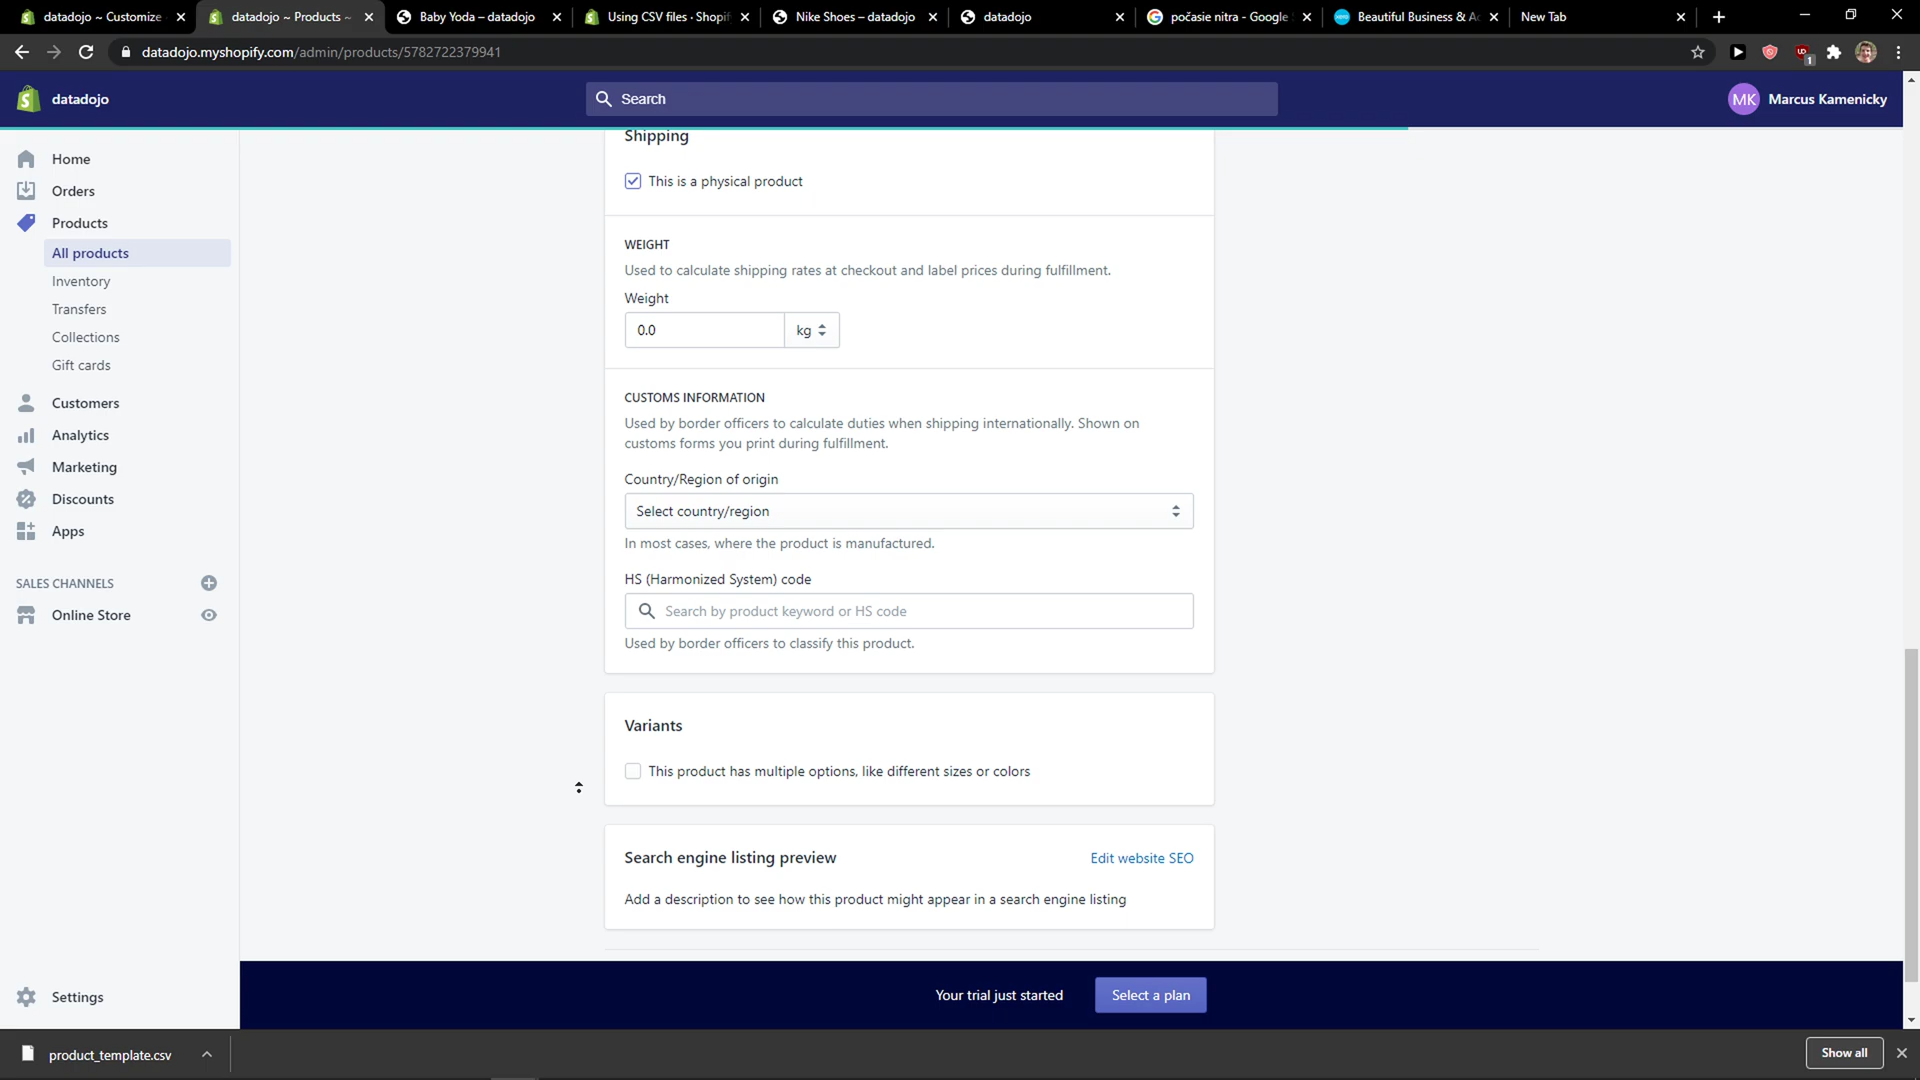 datadojo ~ Customize
datadojo ~ Products ~
Baby Yoda – datadojo
Using CSV files · Shopif
Nike Shoes – datadojo
datadojo
počasie nitra - Google
Beautiful Business & Ac
New Tab
datadojo.myshopify.com/admin/products/5782722379941
UD
1
datadojo
Search
MK
Marcus Kamenicky
Home
Orders
Products
All products
Inventory
Transfers
Collections
Gift cards
Customers
Analytics
Marketing
Discounts
Apps
SALES CHANNELS
Online Store
Settings
Shipping
This is a physical product
WEIGHT
Used to calculate shipping rates at checkout and label prices during fulfillment.
Weight
0.0
kg
CUSTOMS INFORMATION
Used by border officers to calculate duties when shipping internationally. Shown on
customs forms you print during fulfillment.
Country/Region of origin
Select country/region
In most cases, where the product is manufactured.
HS (Harmonized System) code
Search by product keyword or HS code
Used by border officers to classify this product.
Variants
This product has multiple options, like different sizes or colors
Search engine listing preview
Edit website SEO
Add a description to see how this product might appear in a search engine listing
Your trial just started
Select a plan
product_template.csv
Show all